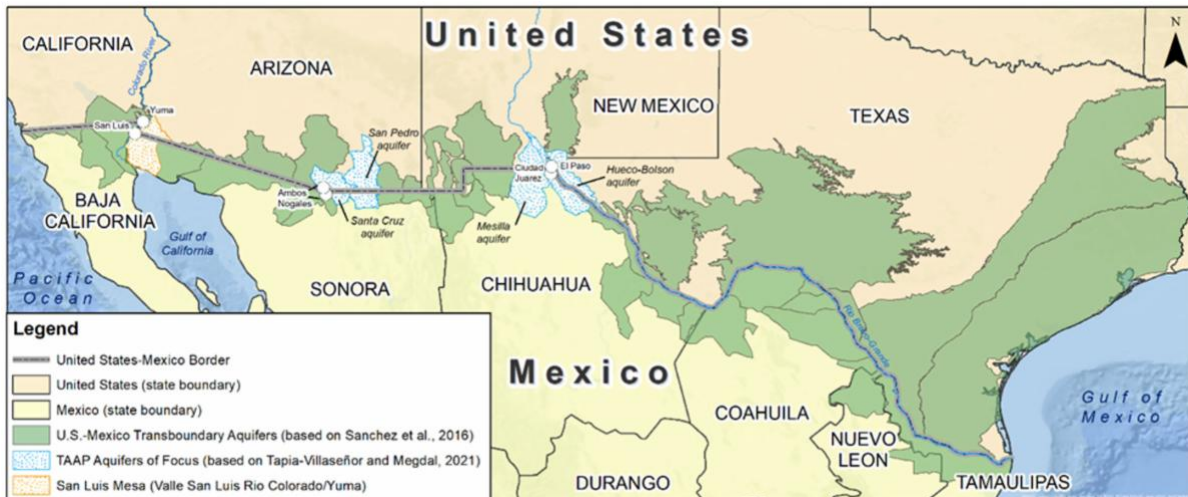 United States
CALIFORNIA
Colorado River
ARIZONA
N
NEW MEXICO
TEXAS
Yuma
San Luis
San Pedro
aquifer
Ciudad
Juarez
El Paso
Hueco-Bolson
aquifer
Ambos
Nogales
Santa Cruz
aquifer
Mesilla
aquifer
BAJA
CALIFORNIA
Gulf of
California
Pacific
Ocean
SONORA
CHIHUAHUA
Rio Bravo-Grande
Mexico
COAHUILA
Gulf of
Mexico
NUEVO
LEON
DURANGO
TAMAULIPAS
Legend
United States-Mexico Border
United States (state boundary)
Mexico (state boundary)
U.S.-Mexico Transboundary Aquifers (based on Sanchez et al., 2016)
TAAP Aquifers of Focus (based on Tapia-Villaseñor and Megdal, 2021)
San Luis Mesa (Valle San Luis Rio Colorado/Yuma)